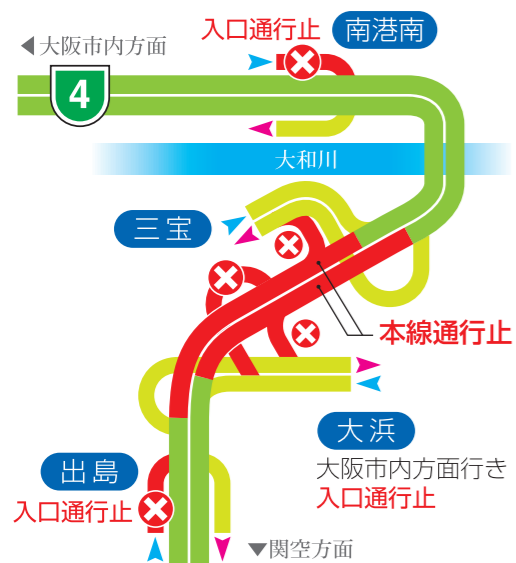 入口通行止
南港南
◀大阪市内方面
4
大和川
三宝
本線通行止
大浜
大阪市内方面行き
入口通行止
出島
入口通行止
▼関空方面